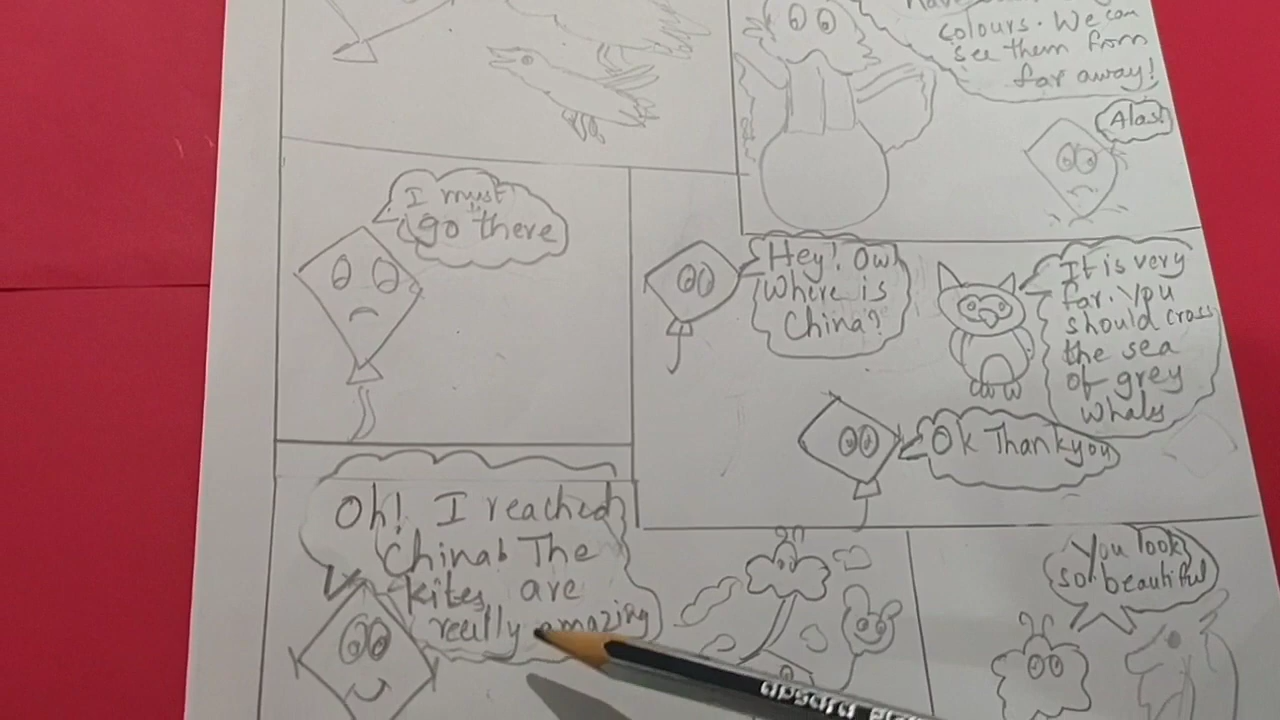 colours. We can
see them from
far away!
Alas!
I must
go there
Hey! Owl
Where is
China?
It is very
far. You
should cross
the sea
of grey
whales
Ok Thankyou
Oh! I reached
China! The
kites are
really amazing
You look
so beautiful
apsara